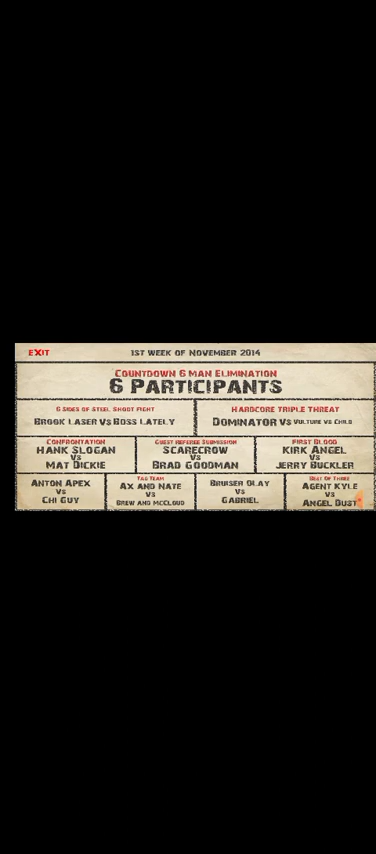 EXIT
1ST WEEK OF NOVEMBER 2014
COUNTDOWN 6 MAN ELIMINATION
6 PARTICIPANTS
6 SIDES OF STEEL SHOOT FIGHT
BROOK LASER VS BOSS LATELY
HARDCORE TRIPLE THREAT
DOMINATOR VS VULTURE VS CHILD
CONFRONTATION
HANK SLOGAN
VS
MAT DICKIE
GUEST REFEREE SUBMISSION
SCARECROW
VS
BRAD GOODMAN
FIRST BLOOD
KIRK ANGEL
VS
JERRY BUCKLER
ANTON APEX
VS
CHI GUY
TAG TEAM
AX AND NATE
VS
DREW AND MCCLOUD
BRUISER OLAY
VS
GABRIEL
BEST OF THREE
AGENT KYLE
VS
ANGEL DUST